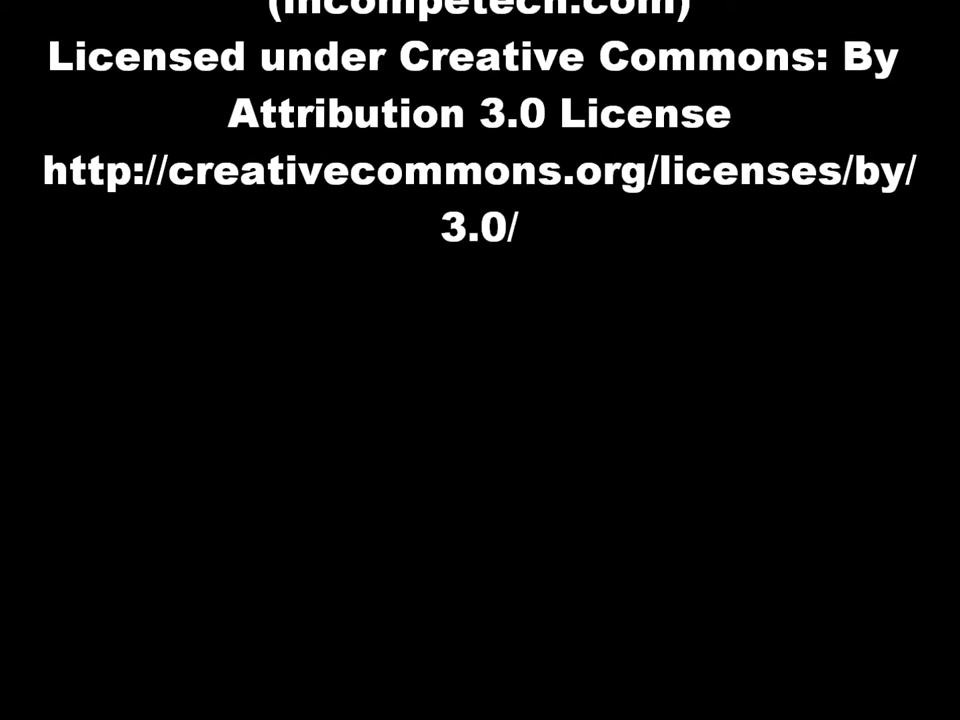 (incompetech.com)
Licensed under Creative Commons: By
Attribution 3.0 License
http://creativecommons.org/licenses/by/
3.0/